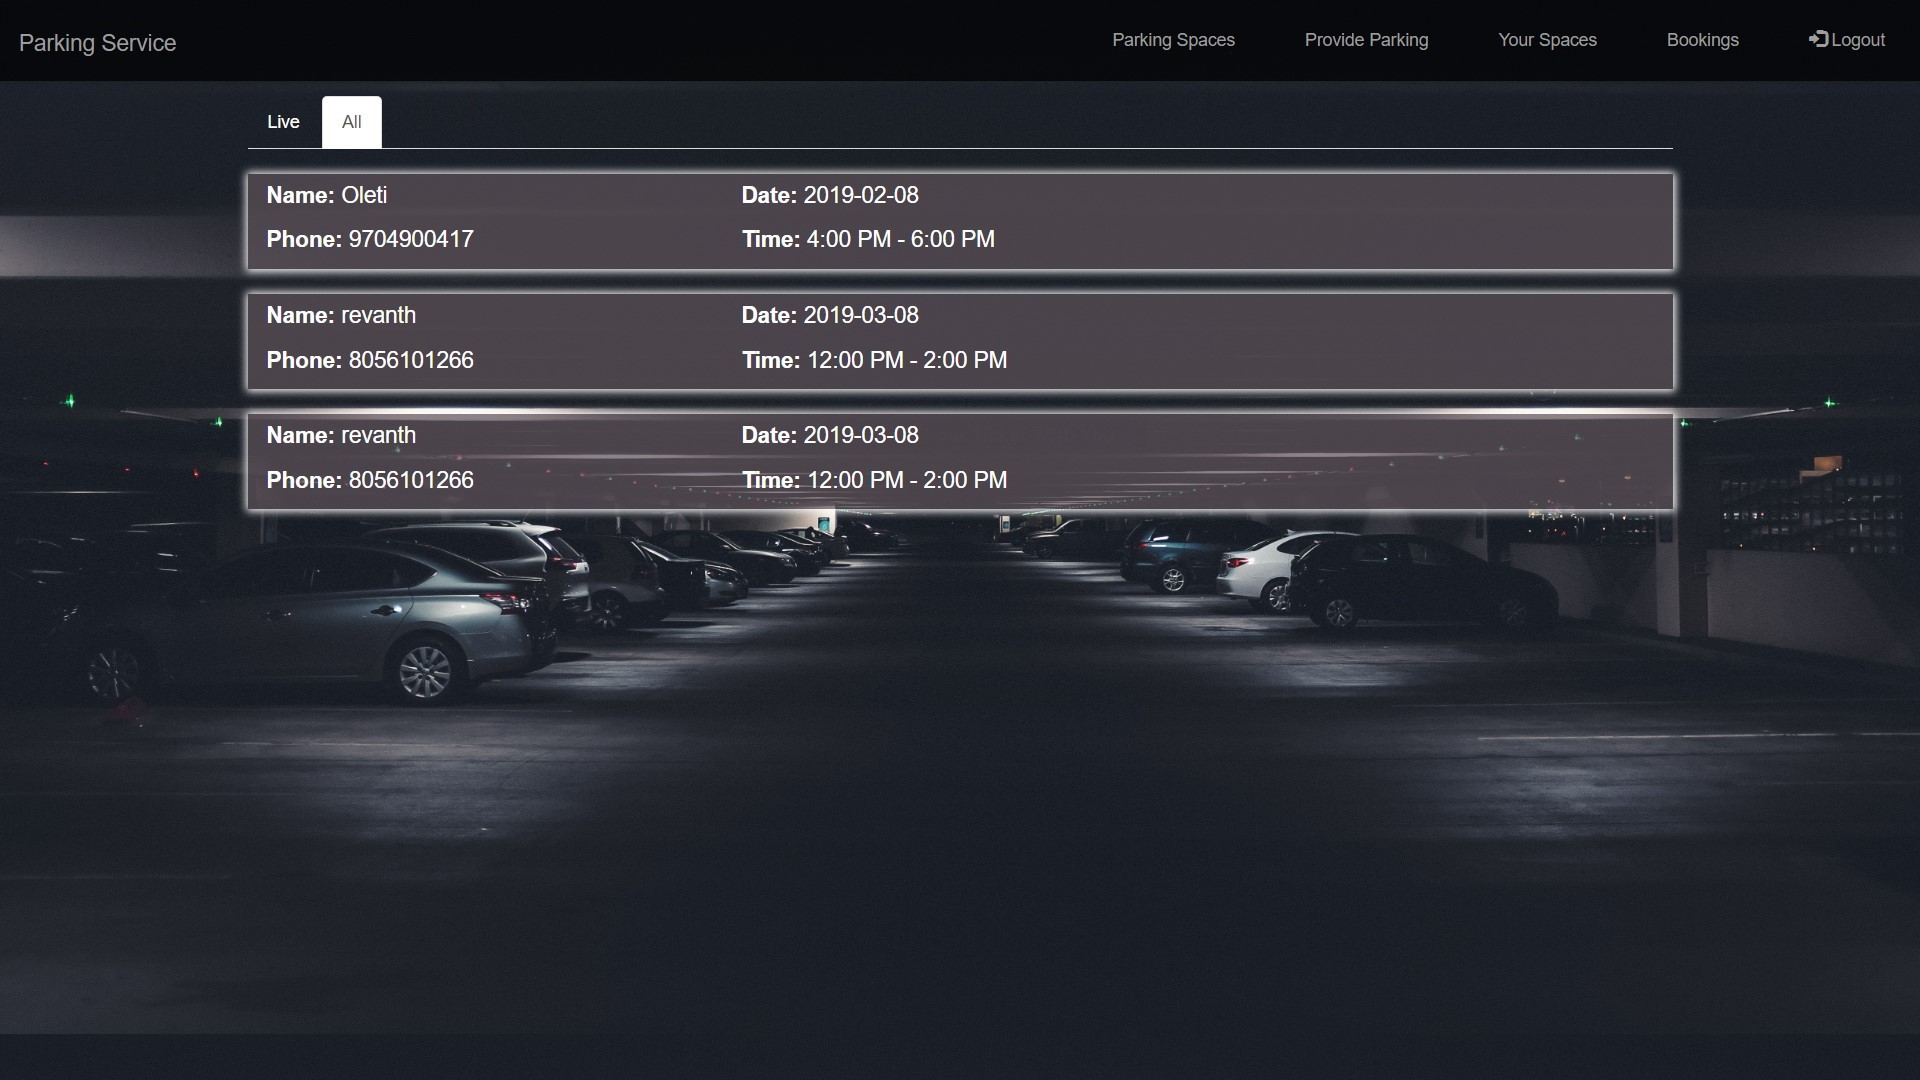 Parking Service
Parking Spaces
Provide Parking
Your Spaces
Bookings
Logout
Live
All
Name: Oleti
Date: 2019-02-08
Phone: 9704900417
Time: 4:00 PM - 6:00 PM
Name: revanth
Date: 2019-03-08
Phone: 8056101266
Time: 12:00 PM - 2:00 PM
Name: revanth
Date: 2019-03-08
Phone: 8056101266
Time: 12:00 PM - 2:00 PM